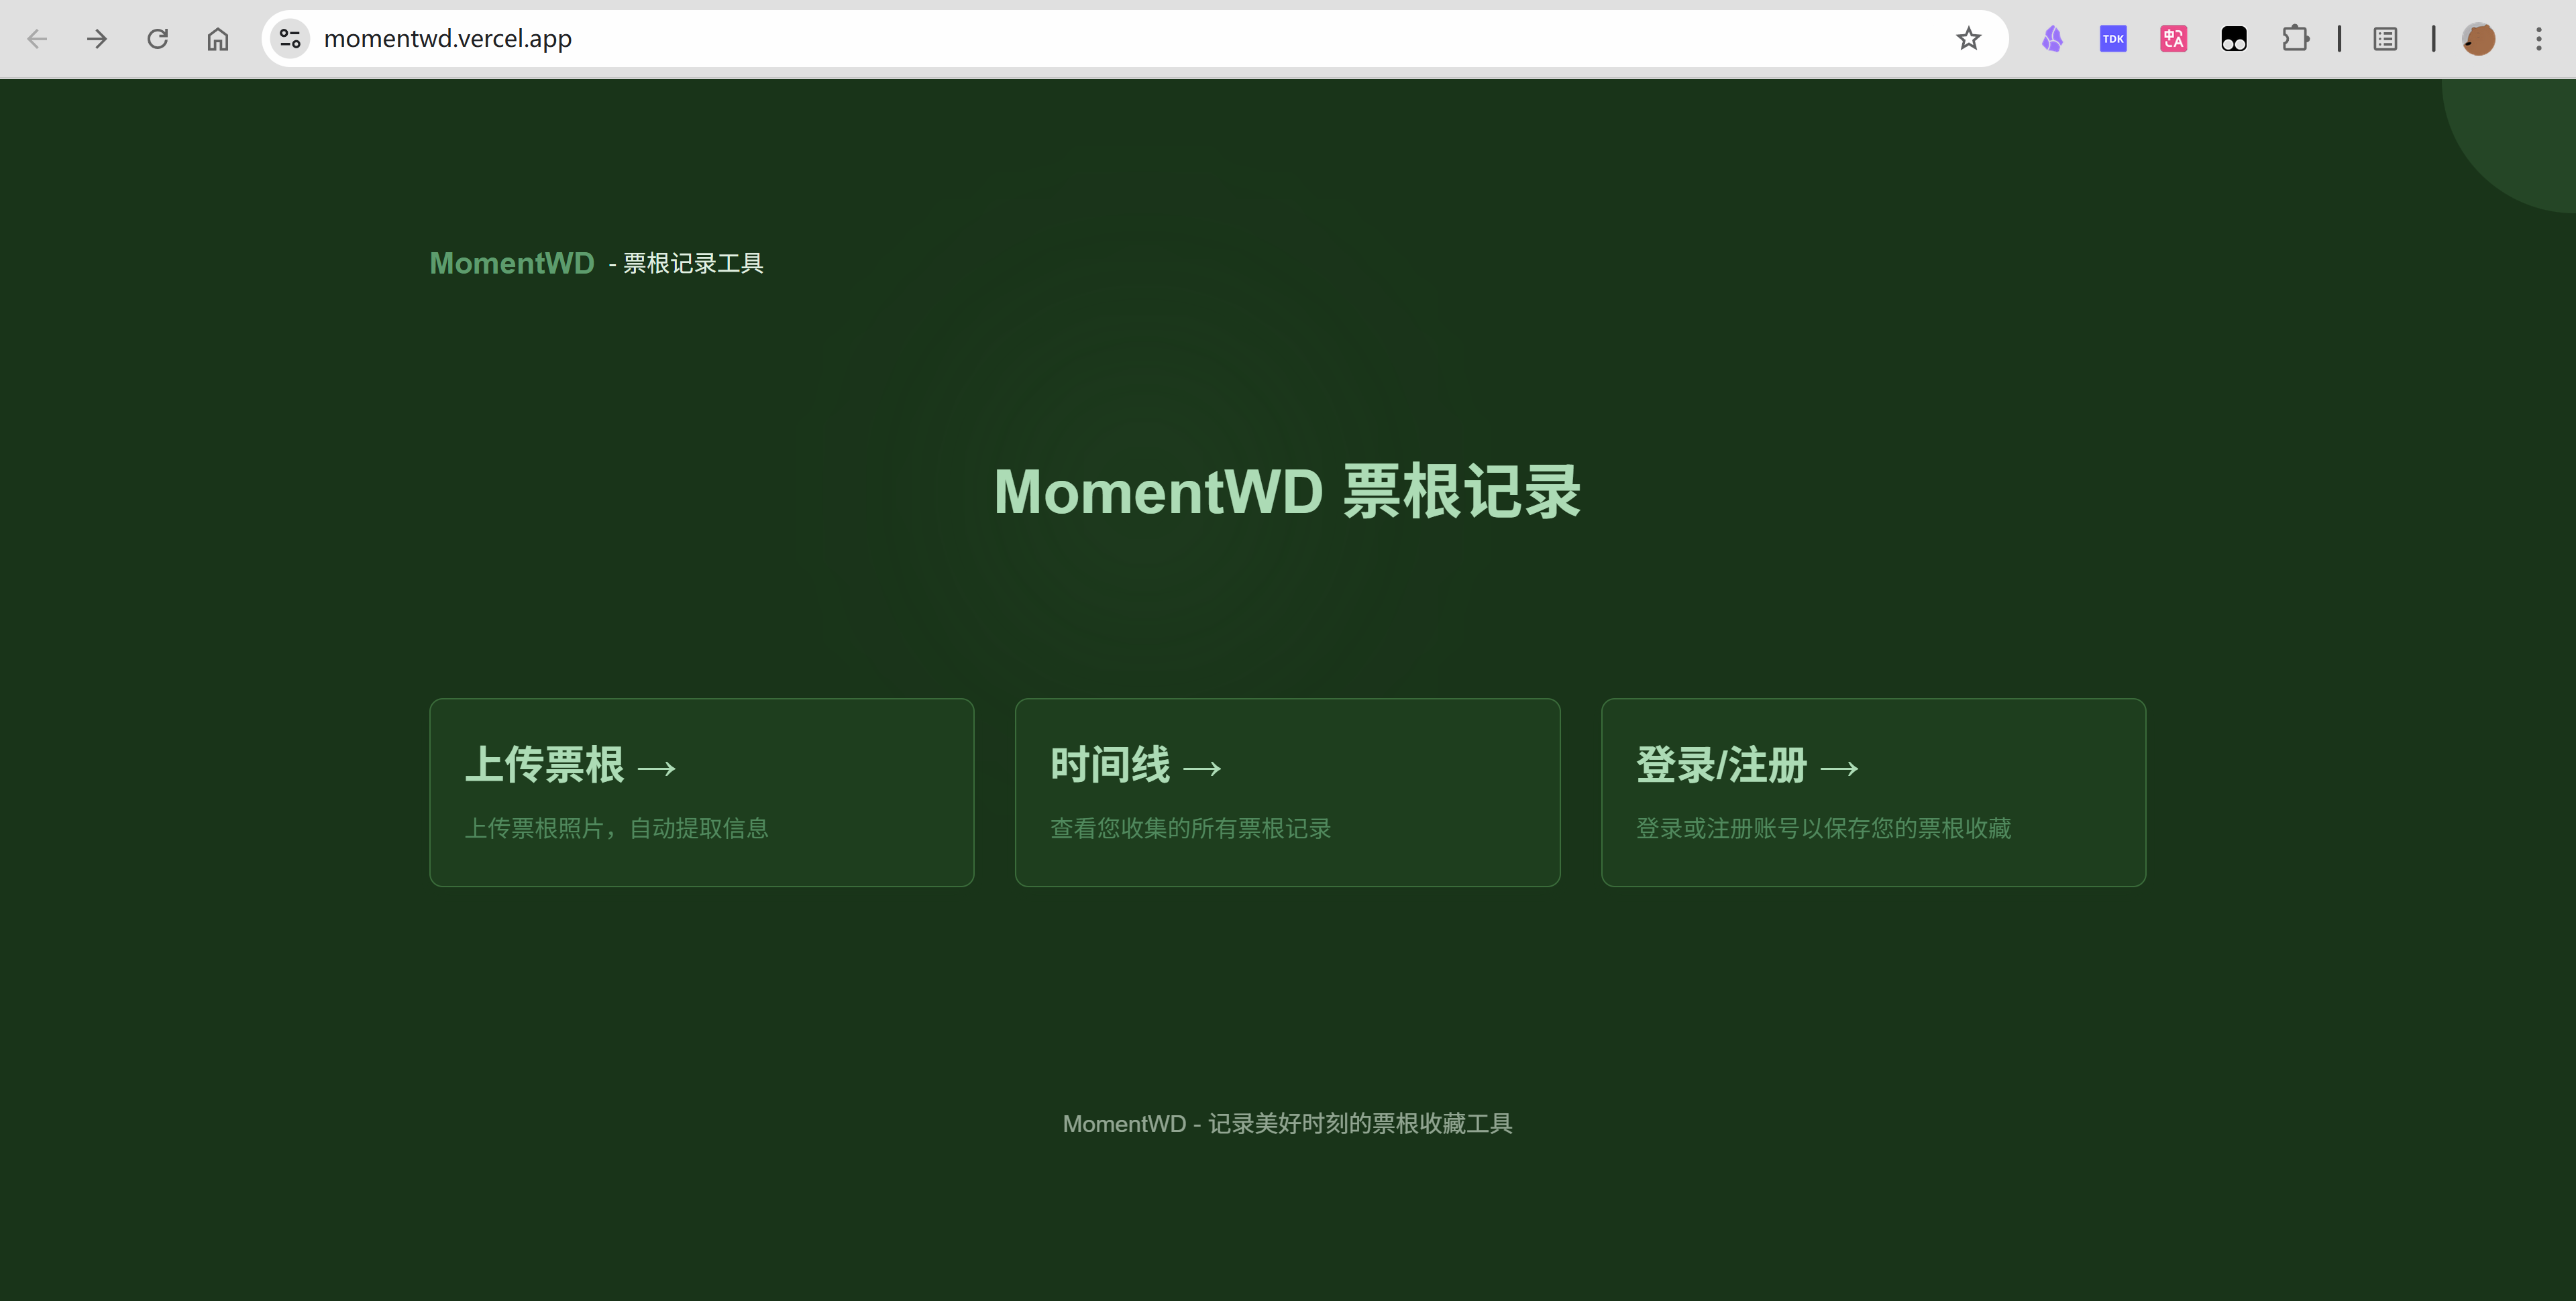 momentwd.vercel.app
TDK
中A
MomentWD - 票根记录工具
MomentWD 票根记录
上传票根 →
上传票根照片，自动提取信息
时间线 →
查看您收集的所有票根记录
登录/注册 →
登录或注册账号以保存您的票根收藏
MomentWD - 记录美好时刻的票根收藏工具